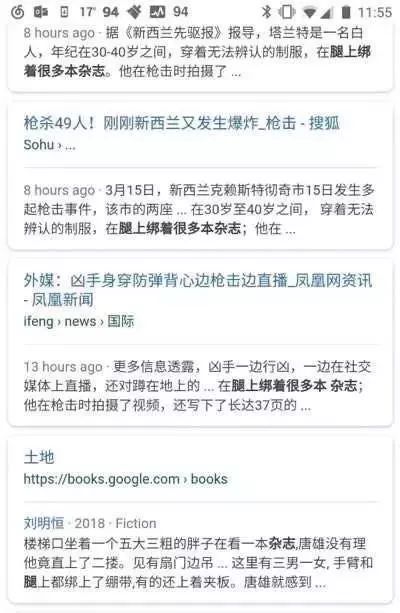 17° 94 94 11:55
8 hours ago · 据《新西兰先驱报》报导，塔兰特是一名白
人，年纪在30-40岁之间，穿着无法辨认的制服，在腿上绑
着很多本杂志。他在枪击时拍摄了 ...
枪杀49人！刚刚新西兰又发生爆炸_枪击 - 搜狐
Sohu › ...
8 hours ago · 3月15日，新西兰克赖斯特彻奇市15日发生多
起枪击事件，该市的两座 ... 在30岁至40岁之间， 穿着无法
辨认的制服，在腿上绑着很多本杂志；他在 ...
外媒：凶手身穿防弹背心边枪击边直播_凤凰网资讯
- 凤凰新闻
ifeng › news › 国际
13 hours ago · 更多信息透露，凶手一边行凶，一边在社交
媒体上直播，还对蹲在地上的 ... 在腿上绑着很多本 杂志；
他在枪击时拍摄了视频，还写下了长达37页的 ...
土地
https://books.google.com › books
刘明恒 · 2018 · Fiction
楼梯口坐着一个五大三粗的胖子在看一本杂志,唐雄没有理
他竟直上了二搂。见有扇门边吊 ... 这里有三男一女, 手臂和
腿上都绑上了绷带,有的还上着夹板。唐雄就感到 ...